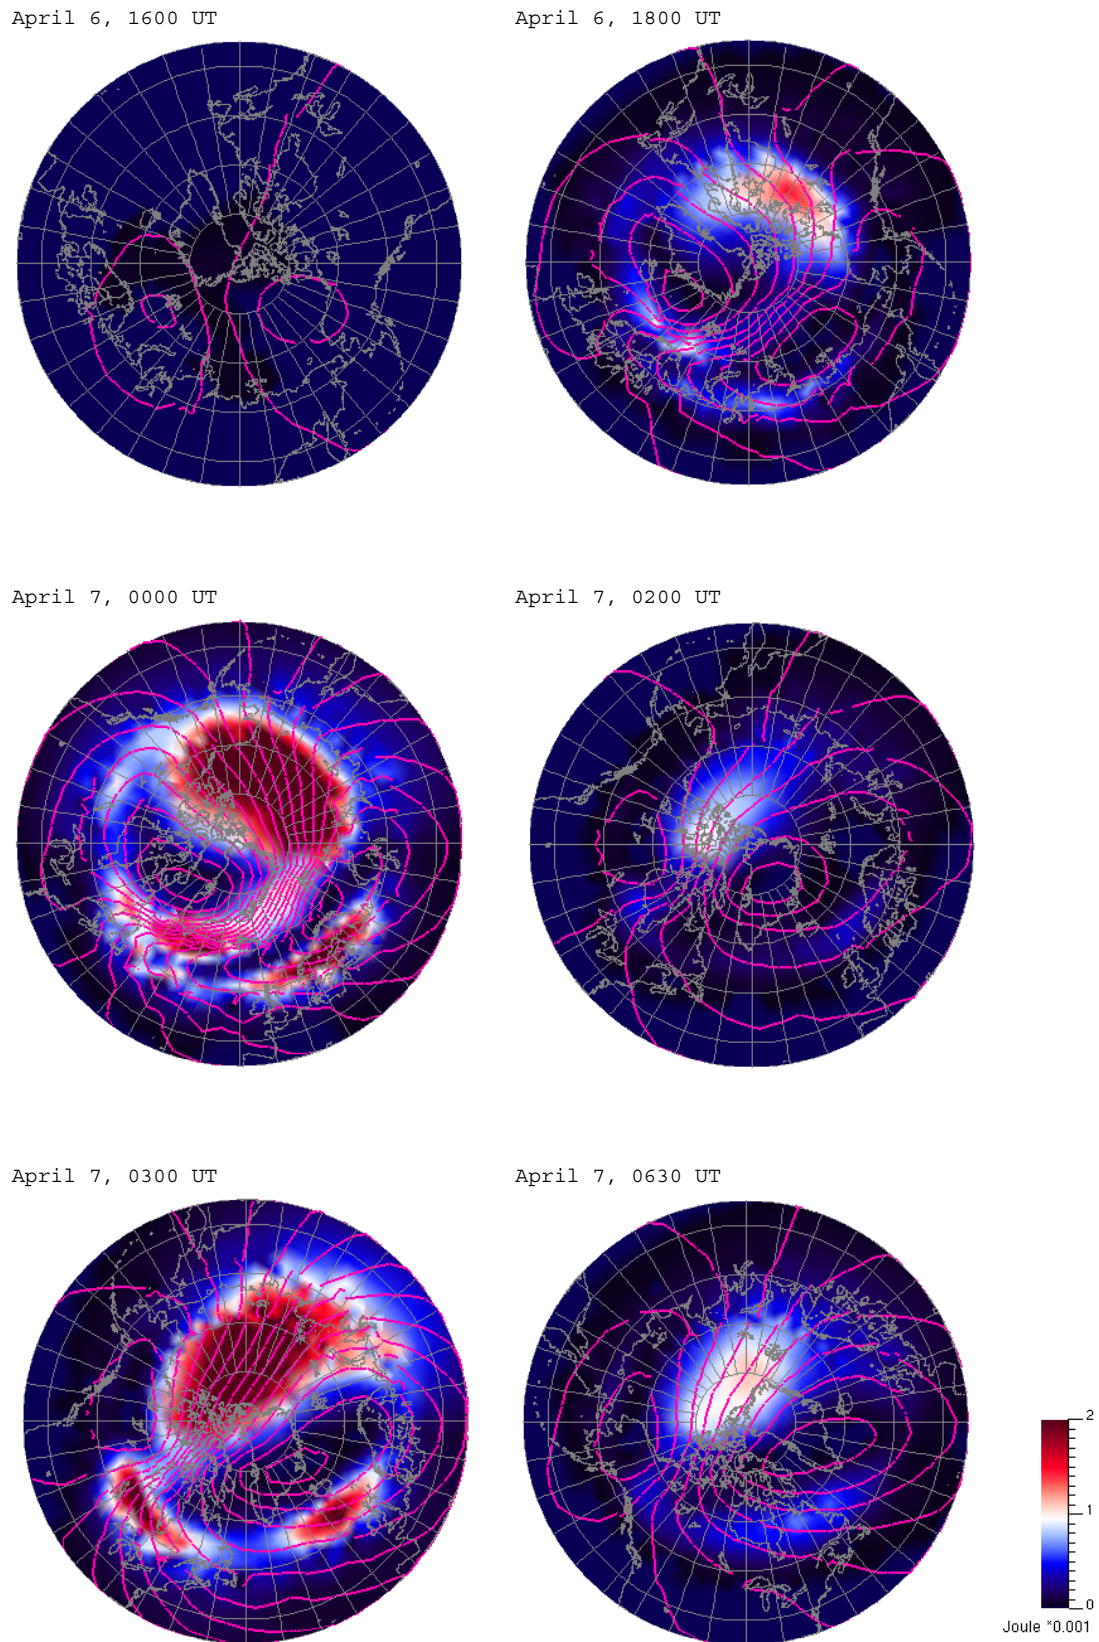 April 6, 1600 UT
April 6, 1800 UT
April 7, 0000 UT
April 7, 0200 UT
April 7, 0300 UT
April 7, 0630 UT
2
1
0
Joule *0.001